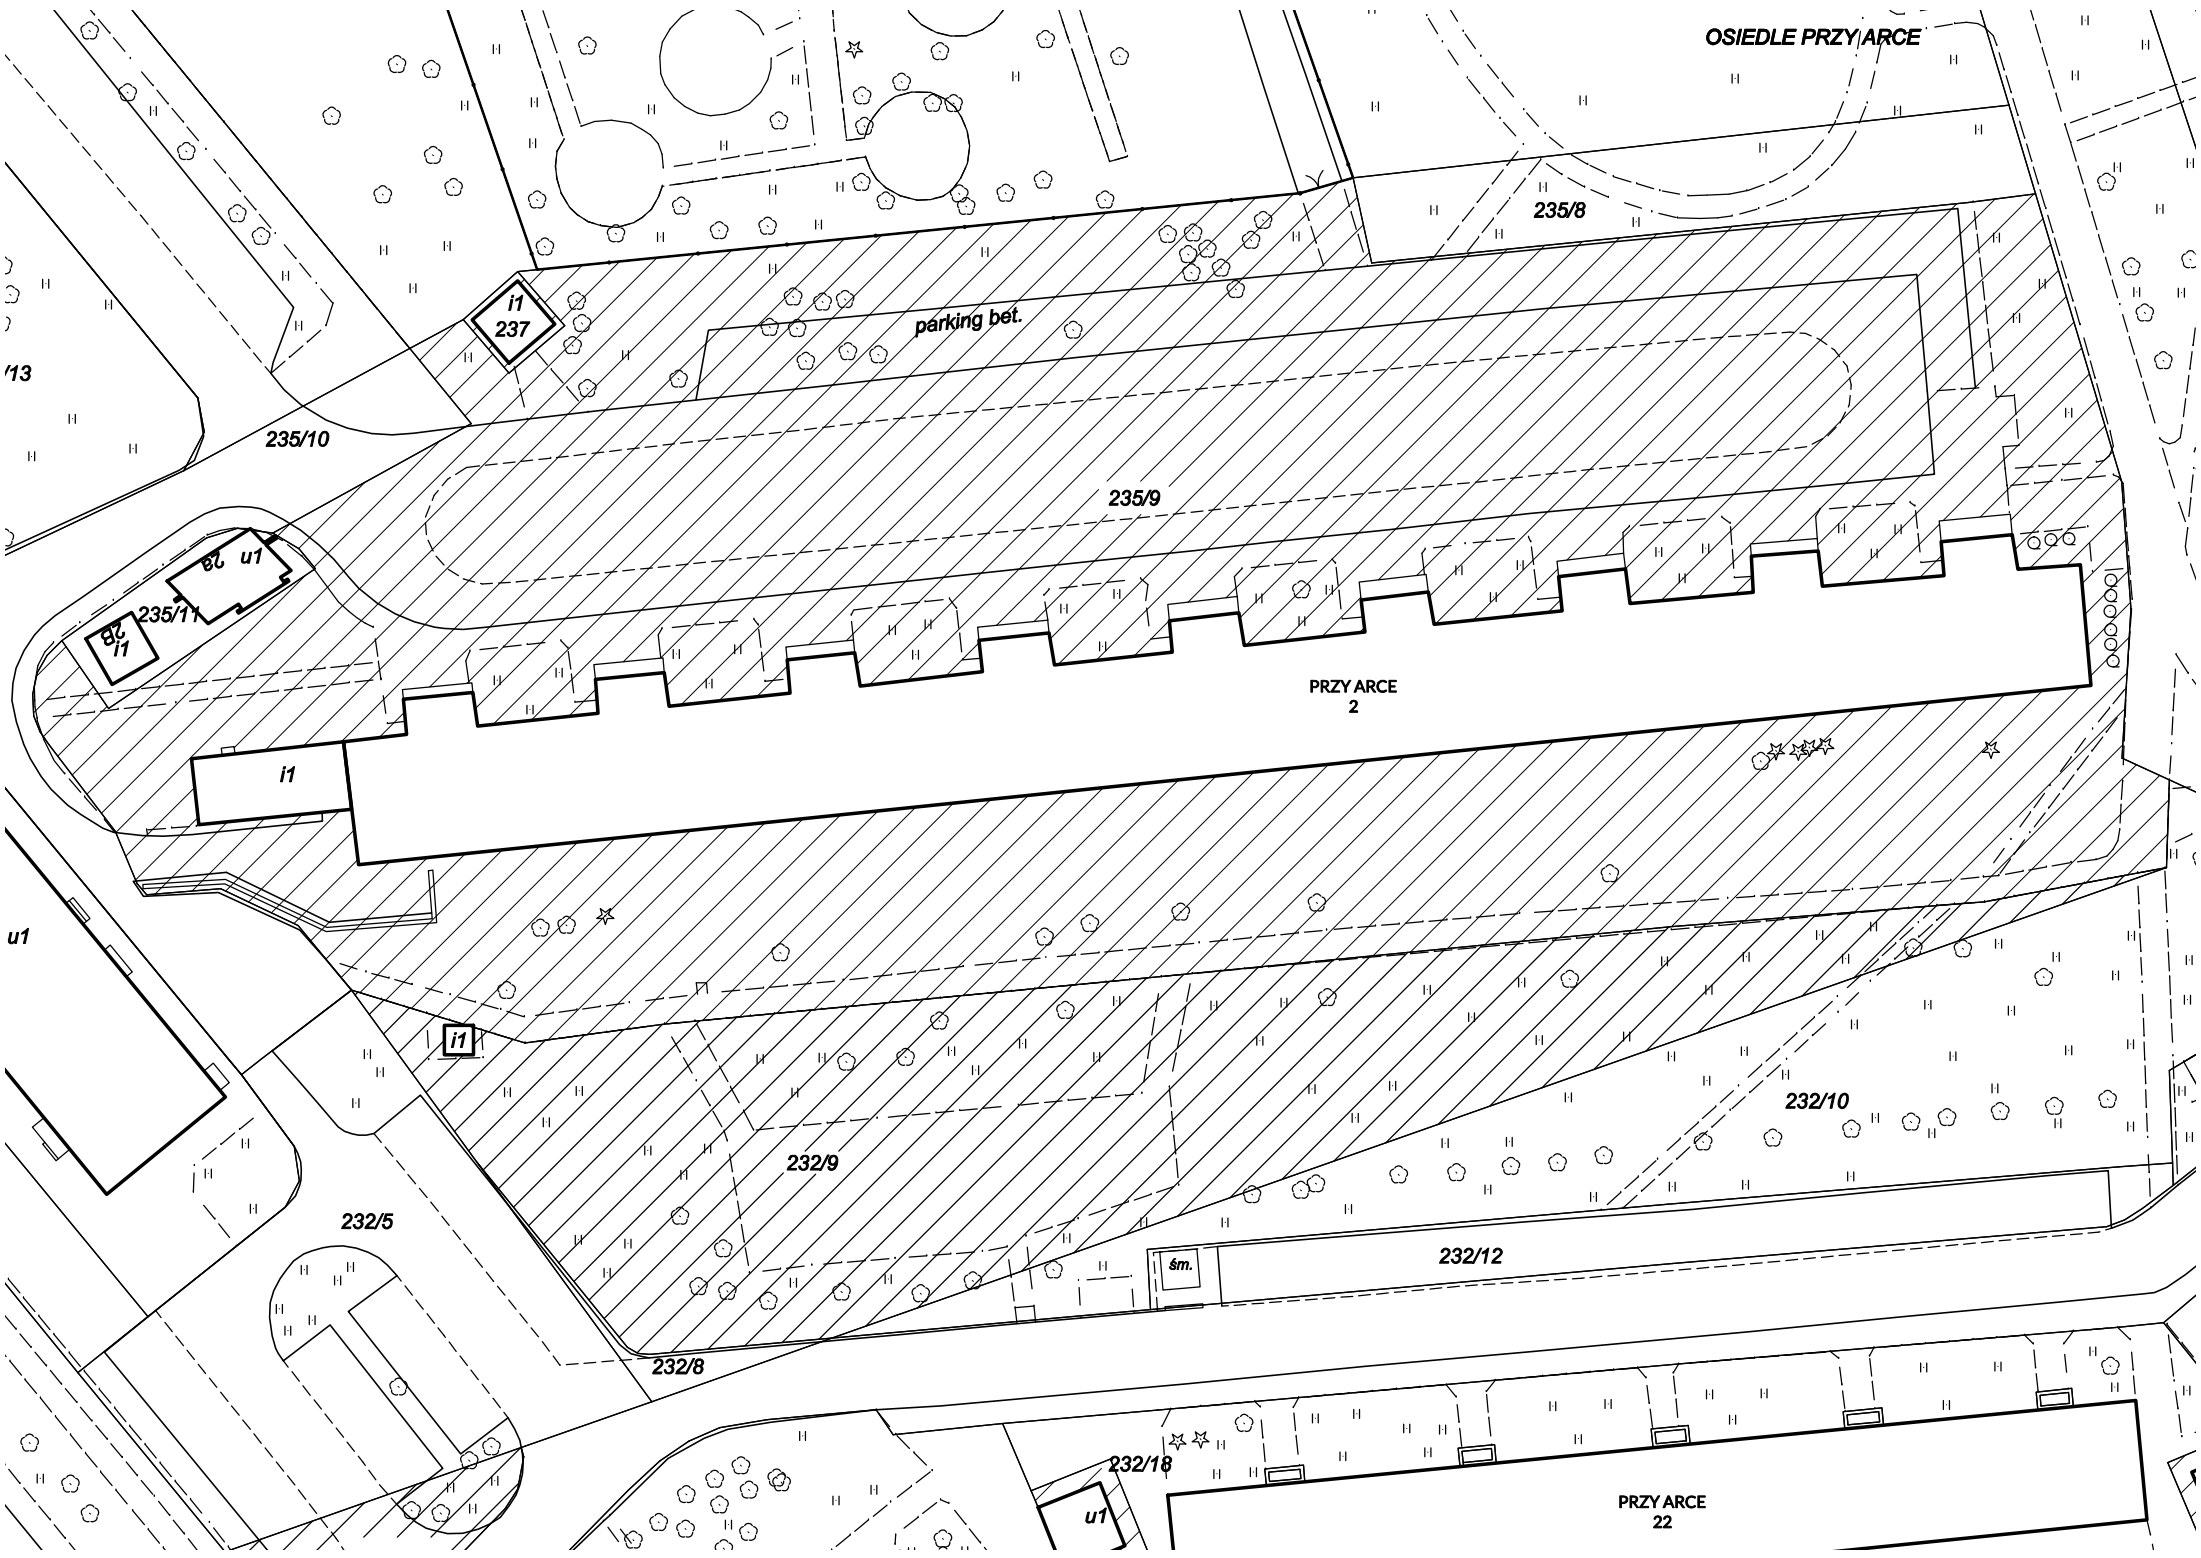 OSIEDLE PRZY ARCE
235/8
i1
237
parking bet.
/13
235/10
235/9
u1
2a
235/11
2B
i1
PRZY ARCE
2
i1
u1
i1
232/10
232/9
232/5
232/12
śm.
232/8
232/18
PRZY ARCE
22
u1